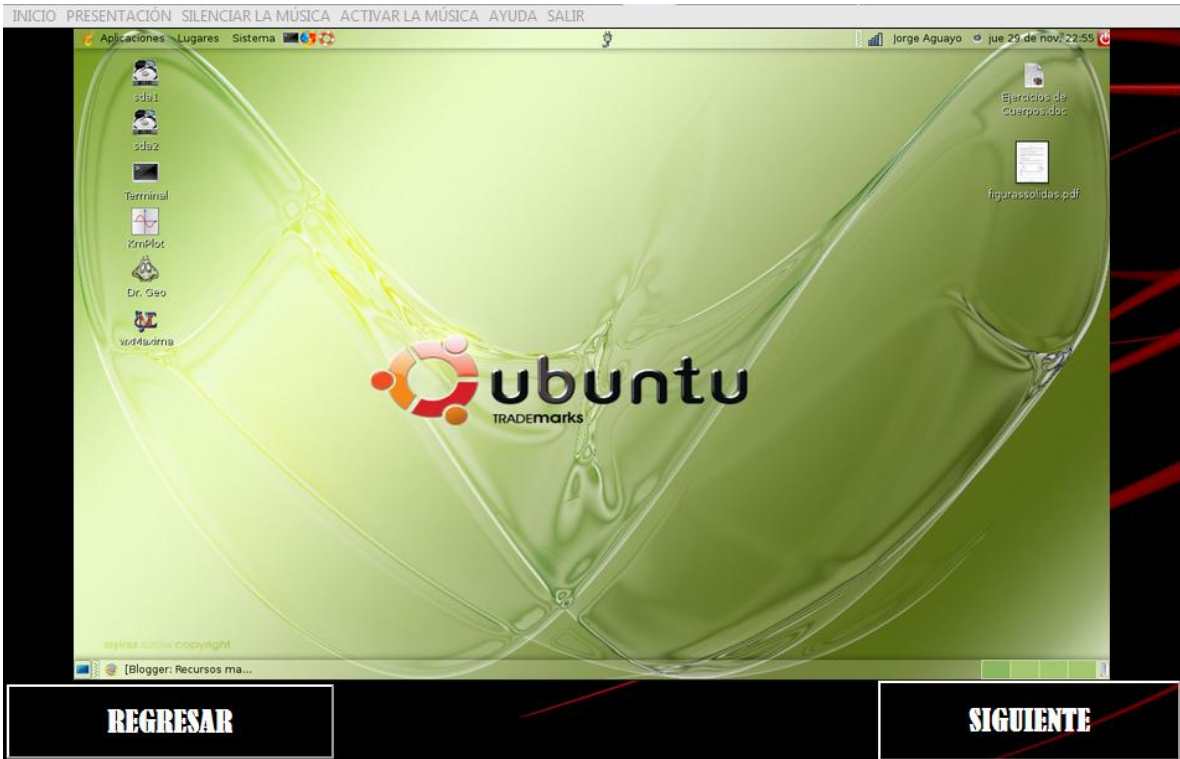 INICIO PRESENTACIÓN SILENCIAR LA MÚSICA ACTIVAR LA MÚSICA AYUDA SALIR
Aplicaciones Lugares Sistema Jorge Aguayo jue 29 de nov, 22:55
sda1
sda2
Terminal
KmPlot
Dr. Geo
wxMaxima
Ejercicios de
Cuerpos.doc
figurassolidas.pdf
ubuntu
TRADEmarks
copyright
[Blogger: Recursos ma...
REGRESAR
SIGUIENTE